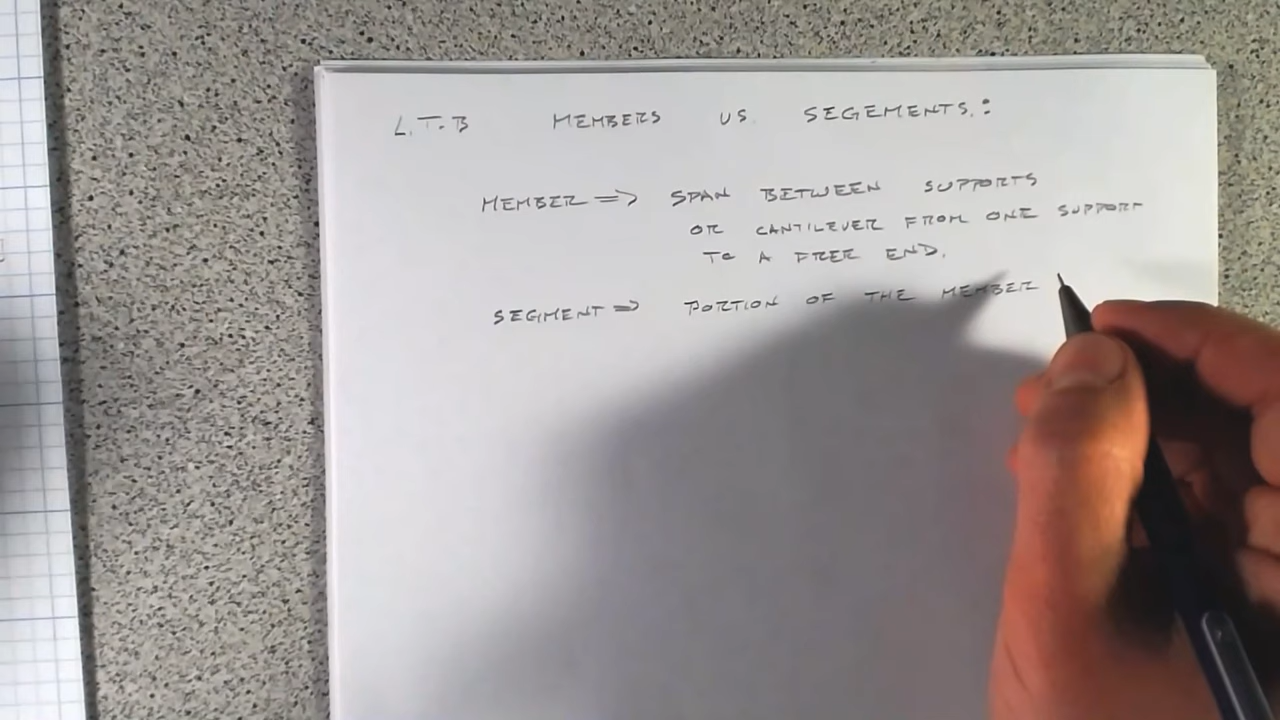 L.T.B MEMBERS VS. SEGEMENTS.:
MEMBER => SPAN BETWEEN SUPPORTS
OR CANTILEVER FROM ONE SUPPORT
TO A FREE END.
SEGMENT => PORTION OF THE MEMBER